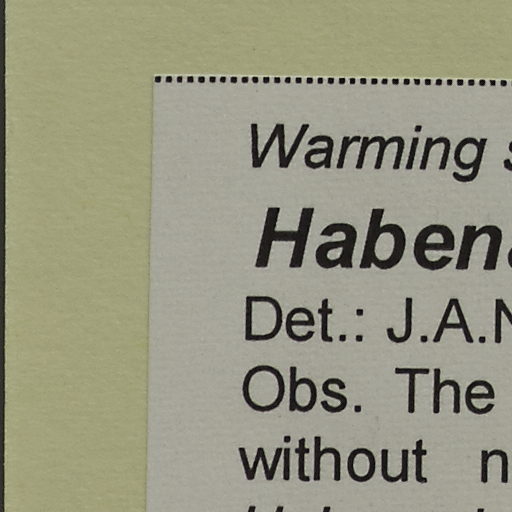 Warming
Haben
Det.: J.A.N
Obs. The
without n